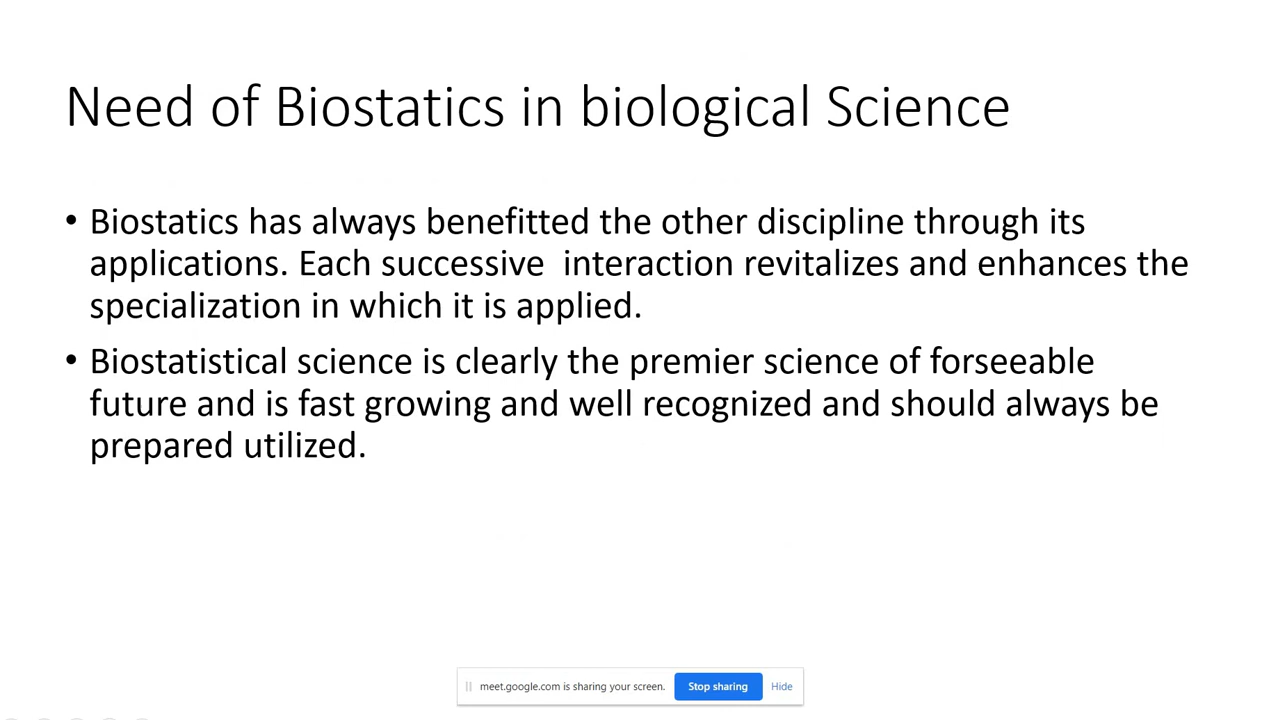 Need of Biostatics in biological Science
• Biostatics has always benefitted the other discipline through its
applications. Each successive  interaction revitalizes and enhances the
specialization in which it is applied.
• Biostatistical science is clearly the premier science of forseeable
future and is fast growing and well recognized and should always be
prepared utilized.
meet.google.com is sharing your screen. Stop sharing Hide